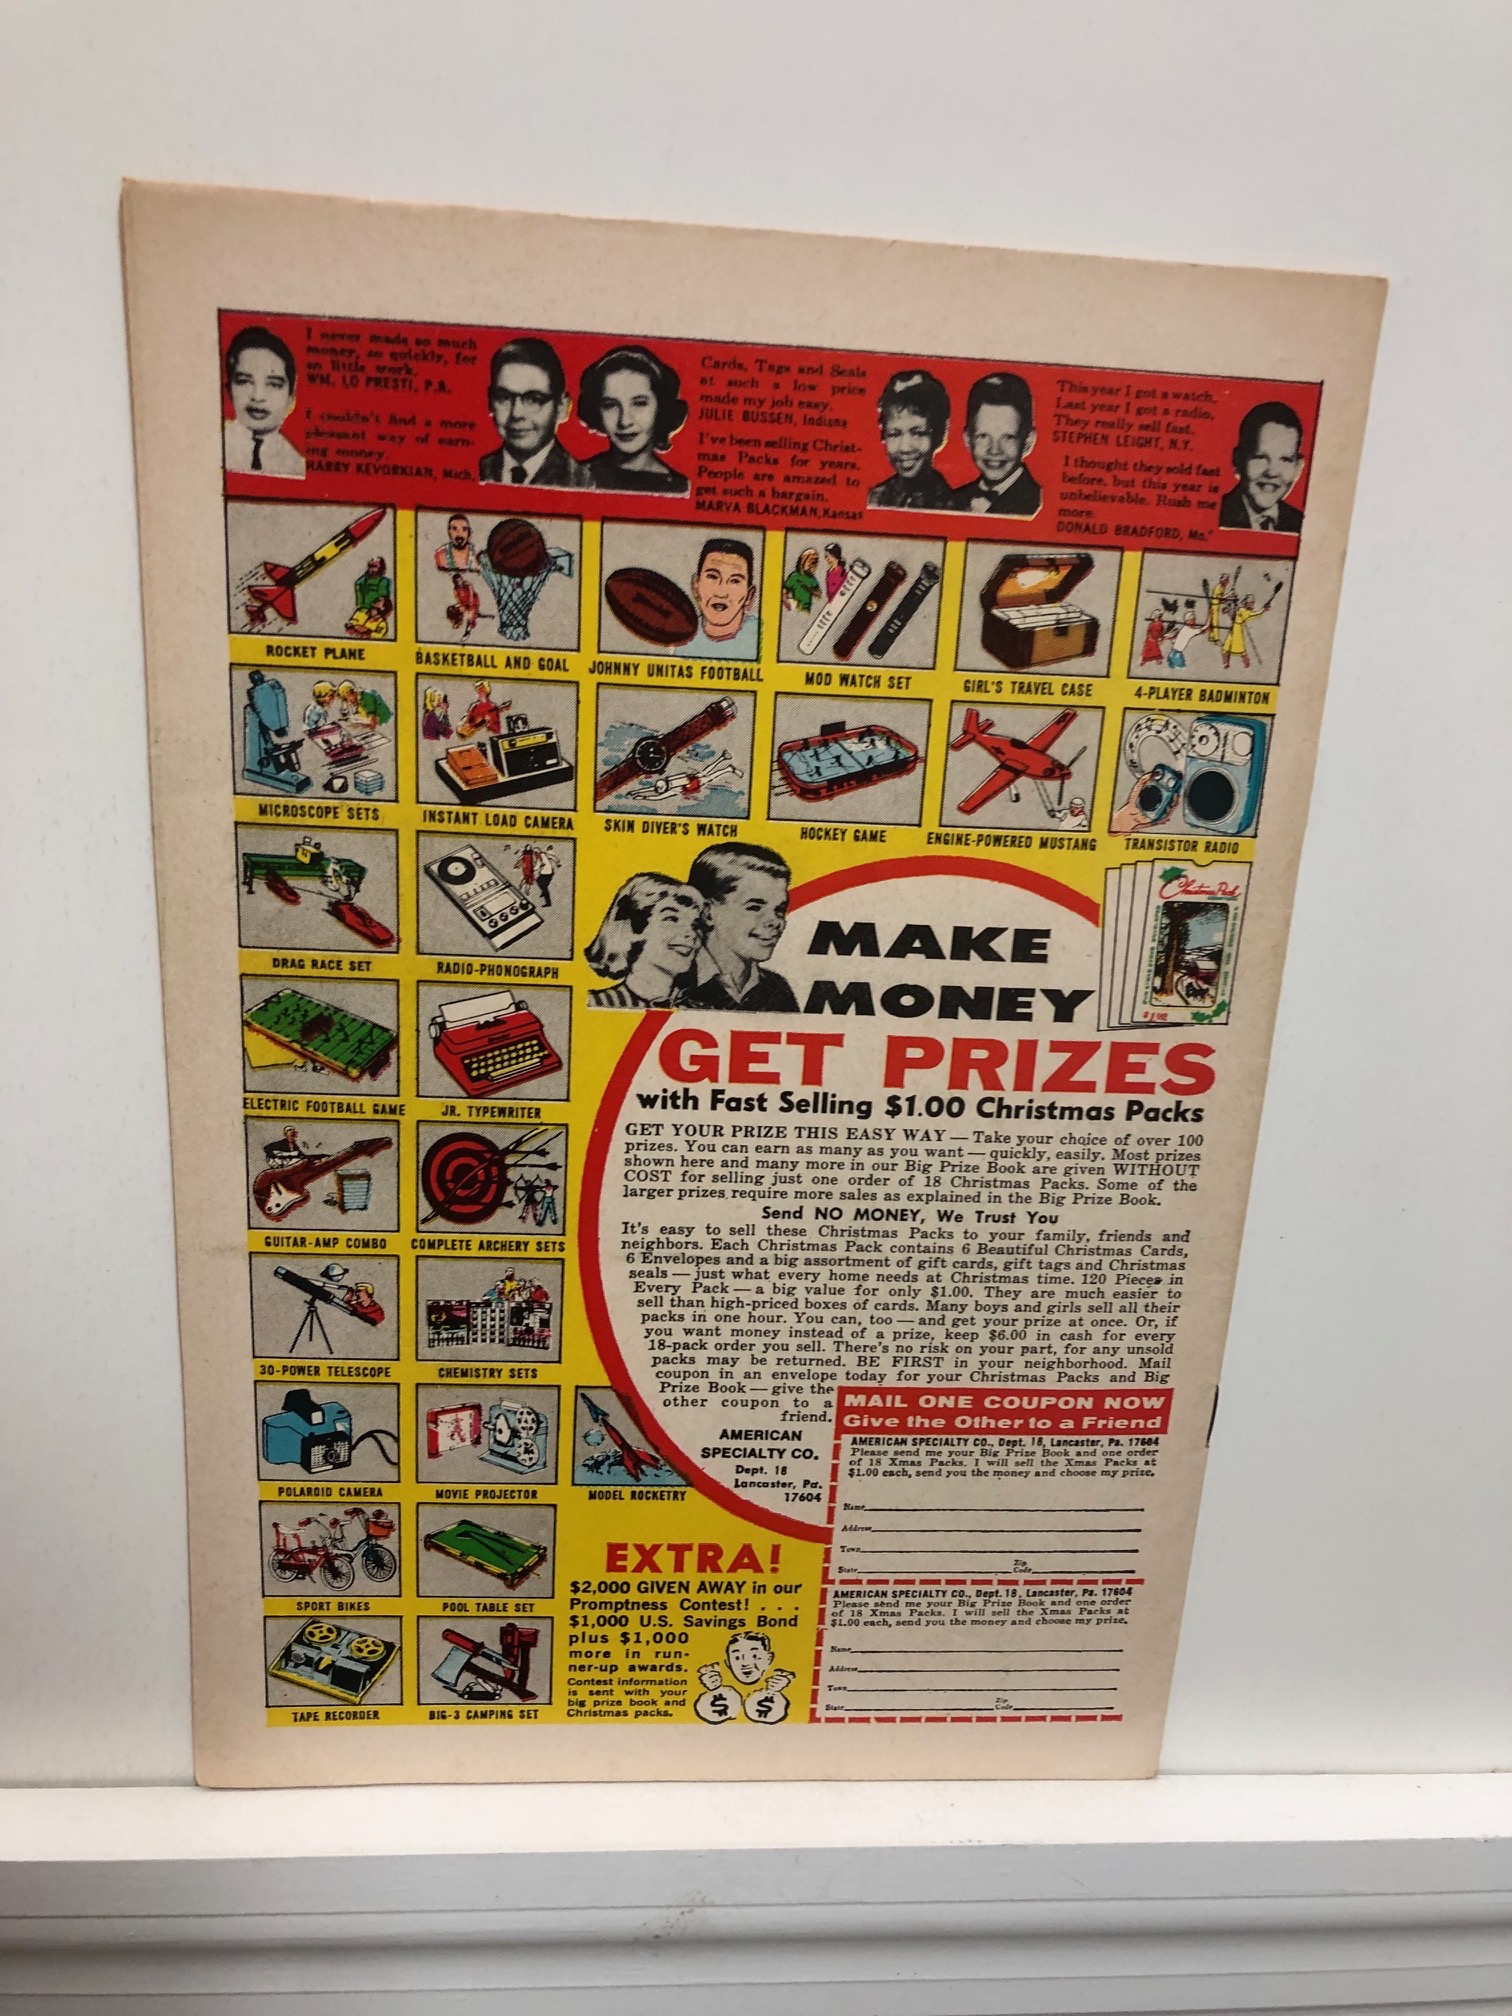 I never made so much
money, so quickly, for
so little work.
WM. LO PRESTI, P.R.
I couldn't find a more
pleasant way of earn-
ing money.
HARRY KEVORKIAN, Mich.
Cards, Tags and Seals
at such a low price
made my job easy.
JULIE BUSSEN, Indiana
I've been selling Christ-
mas Packs for years.
People are amazed to
get such a bargain.
MARVA BLACKMAN, Kansas
This year I got a watch.
Last year I got a radio.
They really sell fast.
STEPHEN LEIGHT, N.Y.
I thought they sold fast
before, but this year is
unbelievable. Rush me
more.
DONALD BRADFORD, Me.
ROCKET PLANE
BASKETBALL AND GOAL
JOHNNY UNITAS FOOTBALL
MOD WATCH SET
GIRL'S TRAVEL CASE
4-PLAYER BADMINTON
MICROSCOPE SETS
INSTANT LOAD CAMERA
SKIN DIVER'S WATCH
HOCKEY GAME
ENGINE-POWERED MUSTANG
TRANSISTOR RADIO
DRAG RACE SET
RADIO-PHONOGRAPH
ELECTRIC FOOTBALL GAME
JR. TYPEWRITER
GUITAR-AMP COMBO
COMPLETE ARCHERY SETS
30-POWER TELESCOPE
CHEMISTRY SETS
POLAROID CAMERA
MOVIE PROJECTOR
MODEL ROCKETRY
SPORT BIKES
POOL TABLE SET
TAPE RECORDER
BIG-3 CAMPING SET
Christmas Pack
$1.00
MAKE
MONEY
GET PRIZES
with Fast Selling $1.00 Christmas Packs
GET YOUR PRIZE THIS EASY WAY — Take your choice of over 100
prizes. You can earn as many as you want — quickly, easily. Most prizes
shown here and many more in our Big Prize Book are given WITHOUT
COST for selling just one order of 18 Christmas Packs. Some of the
larger prizes require more sales as explained in the Big Prize Book.
Send NO MONEY, We Trust You
It's easy to sell these Christmas Packs to your family, friends and
neighbors. Each Christmas Pack contains 6 Beautiful Christmas Cards,
6 Envelopes and a big assortment of gift cards, gift tags and Christmas
seals — just what every home needs at Christmas time. 120 Pieces in
Every Pack — a big value for only $1.00. They are much easier to
sell than high-priced boxes of cards. Many boys and girls sell all their
packs in one hour. You can, too — and get your prize at once. Or, if
you want money instead of a prize, keep $6.00 in cash for every
18-pack order you sell. There's no risk on your part, for any unsold
packs may be returned. BE FIRST in your neighborhood. Mail
coupon in an envelope today for your Christmas Packs and Big
Prize Book — give the
other coupon to a
friend.
AMERICAN
SPECIALTY CO.
Dept. 18
Lancaster, Pa.
17604
EXTRA!
$2,000 GIVEN AWAY in our
Promptness Contest! . . .
$1,000 U.S. Savings Bond
plus $1,000
more in run-
ner-up awards.
Contest information
is sent with your
big prize book and
Christmas packs.
$ $
MAIL ONE COUPON NOW
Give the Other to a Friend
AMERICAN SPECIALTY CO., Dept. 18, Lancaster, Pa. 17604
Please send me your Big Prize Book and one order
of 18 Xmas Packs. I will sell the Xmas Packs at
$1.00 each, send you the money and choose my prize.
Name
Address
Town
State Zip Code
AMERICAN SPECIALTY CO., Dept. 18, Lancaster, Pa. 17604
Please send me your Big Prize Book and one order
of 18 Xmas Packs. I will sell the Xmas Packs at
$1.00 each, send you the money and choose my prize.
Name
Address
Town
State Zip Code